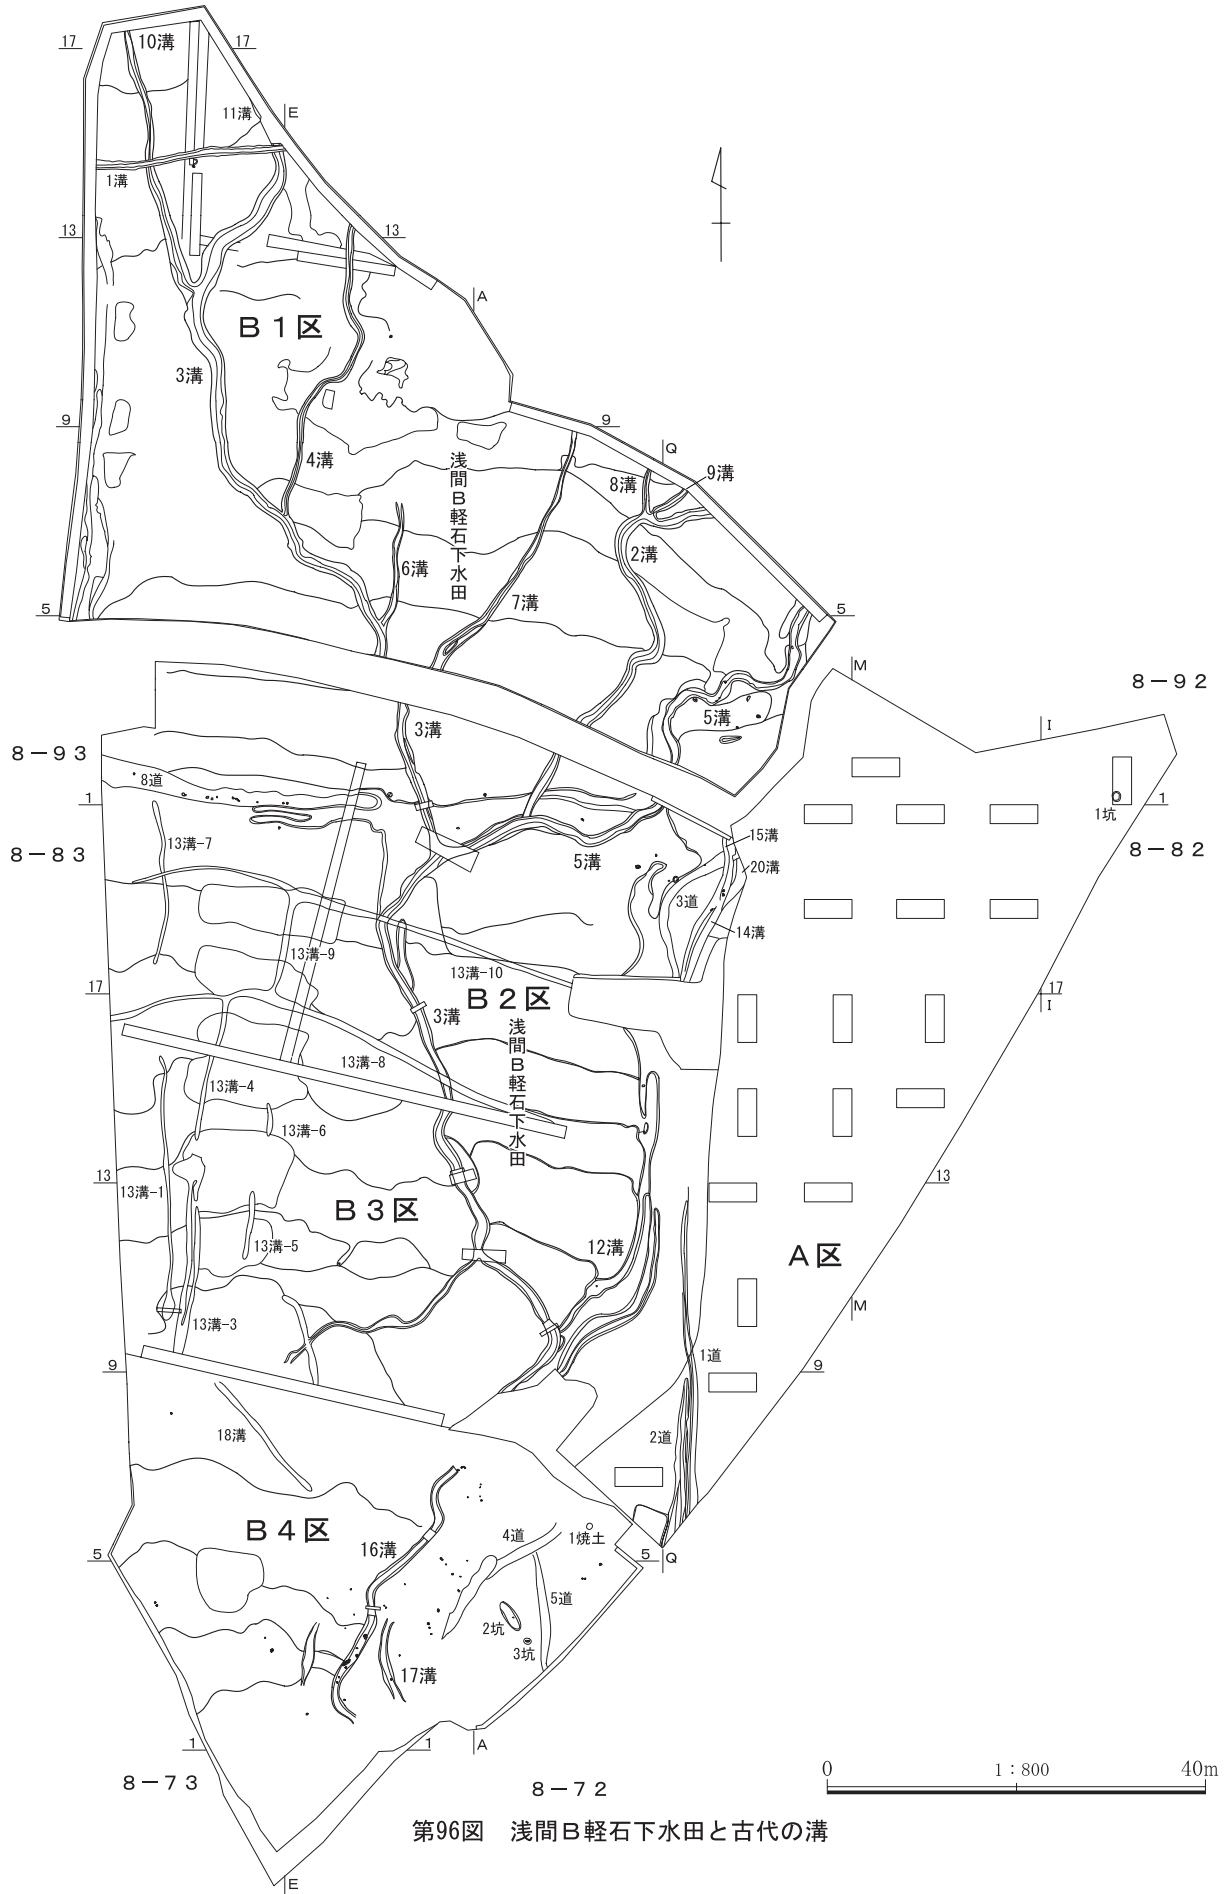 17
10溝
17
11溝
E
1溝
13
13
A
B1区
3溝
9
9
Q
4溝
浅間B軽石下水田
8溝
9溝
2溝
6溝
7溝
5
5
M
8-92
I
5溝
3溝
8-93
8道
1
1
1坑
13溝-7
15溝
8-83
5溝
20溝
8-82
3道
14溝
13溝-9
13溝-10
17
B2区
17
I
3溝
浅間B軽石下水田
13溝-8
13溝-4
13溝-6
13
13溝-1
13
B3区
13溝-5
12溝
A区
M
13溝-3
1道
9
9
18溝
2道
B4区
4道
1焼土
16溝
5
5
Q
5道
2坑
3坑
17溝
1
1
A
8-73
8-72
0
1:800
40m
第96図 浅間B軽石下水田と古代の溝
E